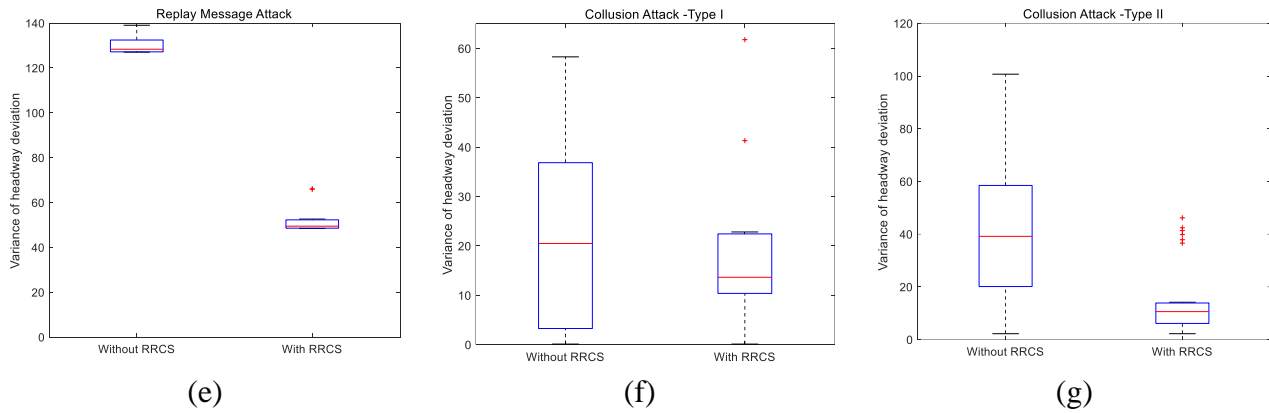 Replay Message Attack
Variance of headway deviation
140
120
100
80
60
40
20
0
Without RRCS
With RRCS
(e)
Collusion Attack -Type I
Variance of headway deviation
60
50
40
30
20
10
0
Without RRCS
With RRCS
(f)
Collusion Attack -Type II
Variance of headway deviation
120
100
80
60
40
20
0
Without RRCS
With RRCS
(g)